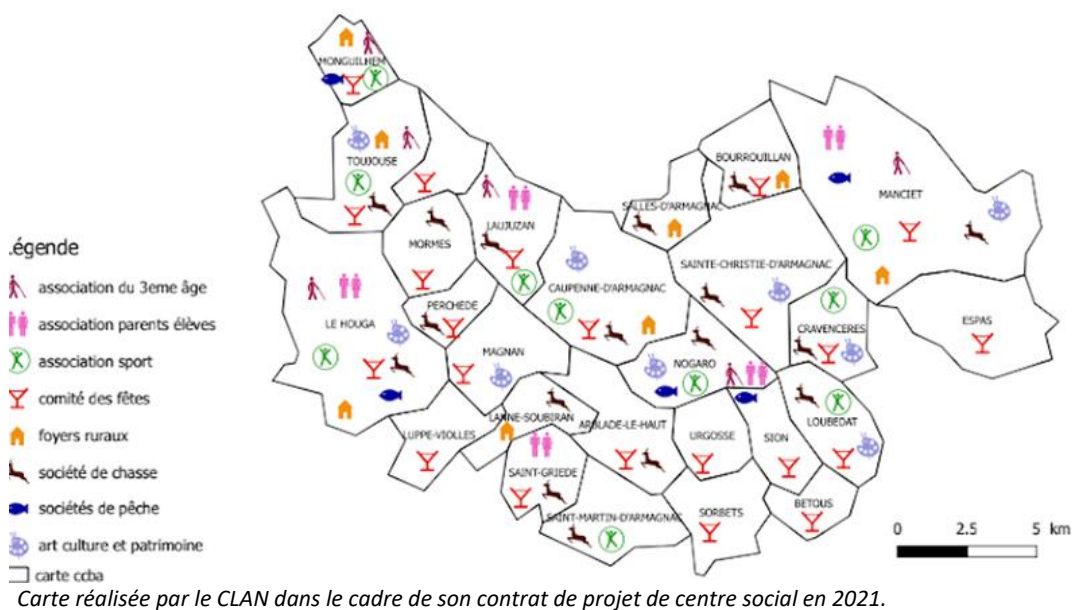 MONGUILHEM
TOUJOUSE
BOURROUILLAN
MANCIET
SALLES-D'ARMAGNAC
LAUJUZAN
MORMES
SAINTE-CHRISTIE-D'ARMAGNAC
CAUPENNE-D'ARMAGNAC
PERCHEDE
LE HOUGA
ESPAS
CRAVENCERES
MAGNAN
NOGARO
LANNE-SOUBIRAN
LOUBEDAT
ARBLADE-LE-HAUT
LUPPE-VIOLLES
URGOSSE
SION
SAINT-GRIEDE
BETOUS
SORBETS
SAINT-MARTIN-D'ARMAGNAC
.égende
association du 3eme âge
association parents élèves
association sport
comité des fêtes
foyers ruraux
société de chasse
sociétés de pêche
art culture et patrimoine
carte ccba
0 2.5 5 km
Carte réalisée par le CLAN dans le cadre de son contrat de projet de centre social en 2021.